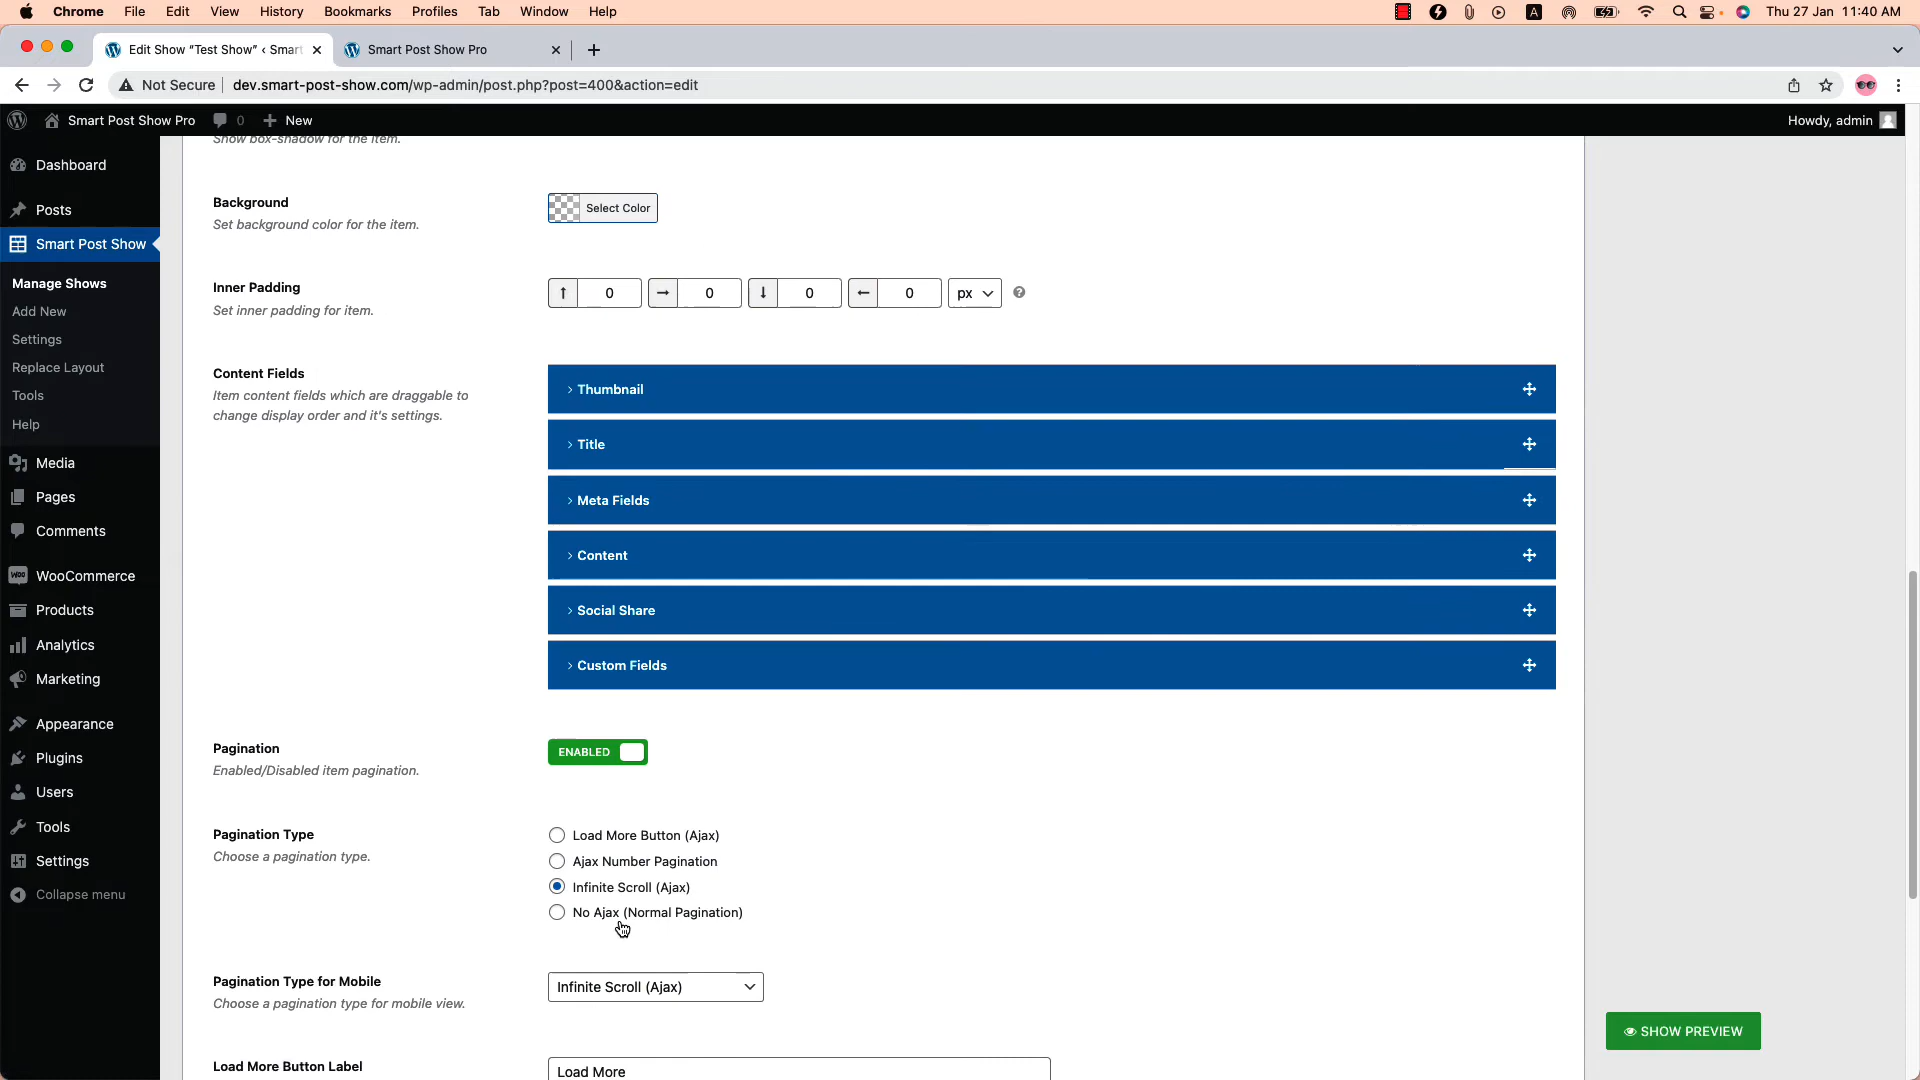 Chrome File Edit View History Bookmarks Profiles Tab Window Help A Thu 27 Jan 11:40 AM
Edit Show “Test Show” ‹ Smart Smart Post Show Pro
Not Secure dev.smart-post-show.com/wp-admin/post.php?post=400&action=edit
Smart Post Show Pro 0 New Howdy, admin
Show box-shadow for the item.
Dashboard
Posts
Smart Post Show
Manage Shows
Add New
Settings
Replace Layout
Tools
Help
Media
Pages
Comments
Woo WooCommerce
Products
Analytics
Marketing
Appearance
Plugins
Users
Tools
Settings
Collapse menu
Background
Set background color for the item.
Select Color
Inner Padding
Set inner padding for item.
0 0 0 0 px
Content Fields
Item content fields which are draggable to
change display order and it's settings.
Thumbnail
Title
Meta Fields
Content
Social Share
Custom Fields
Pagination
Enabled/Disabled item pagination.
ENABLED
Pagination Type
Choose a pagination type.
Load More Button (Ajax)
Ajax Number Pagination
Infinite Scroll (Ajax)
No Ajax (Normal Pagination)
Pagination Type for Mobile
Choose a pagination type for mobile view.
Infinite Scroll (Ajax)
SHOW PREVIEW
Load More Button Label
Load More